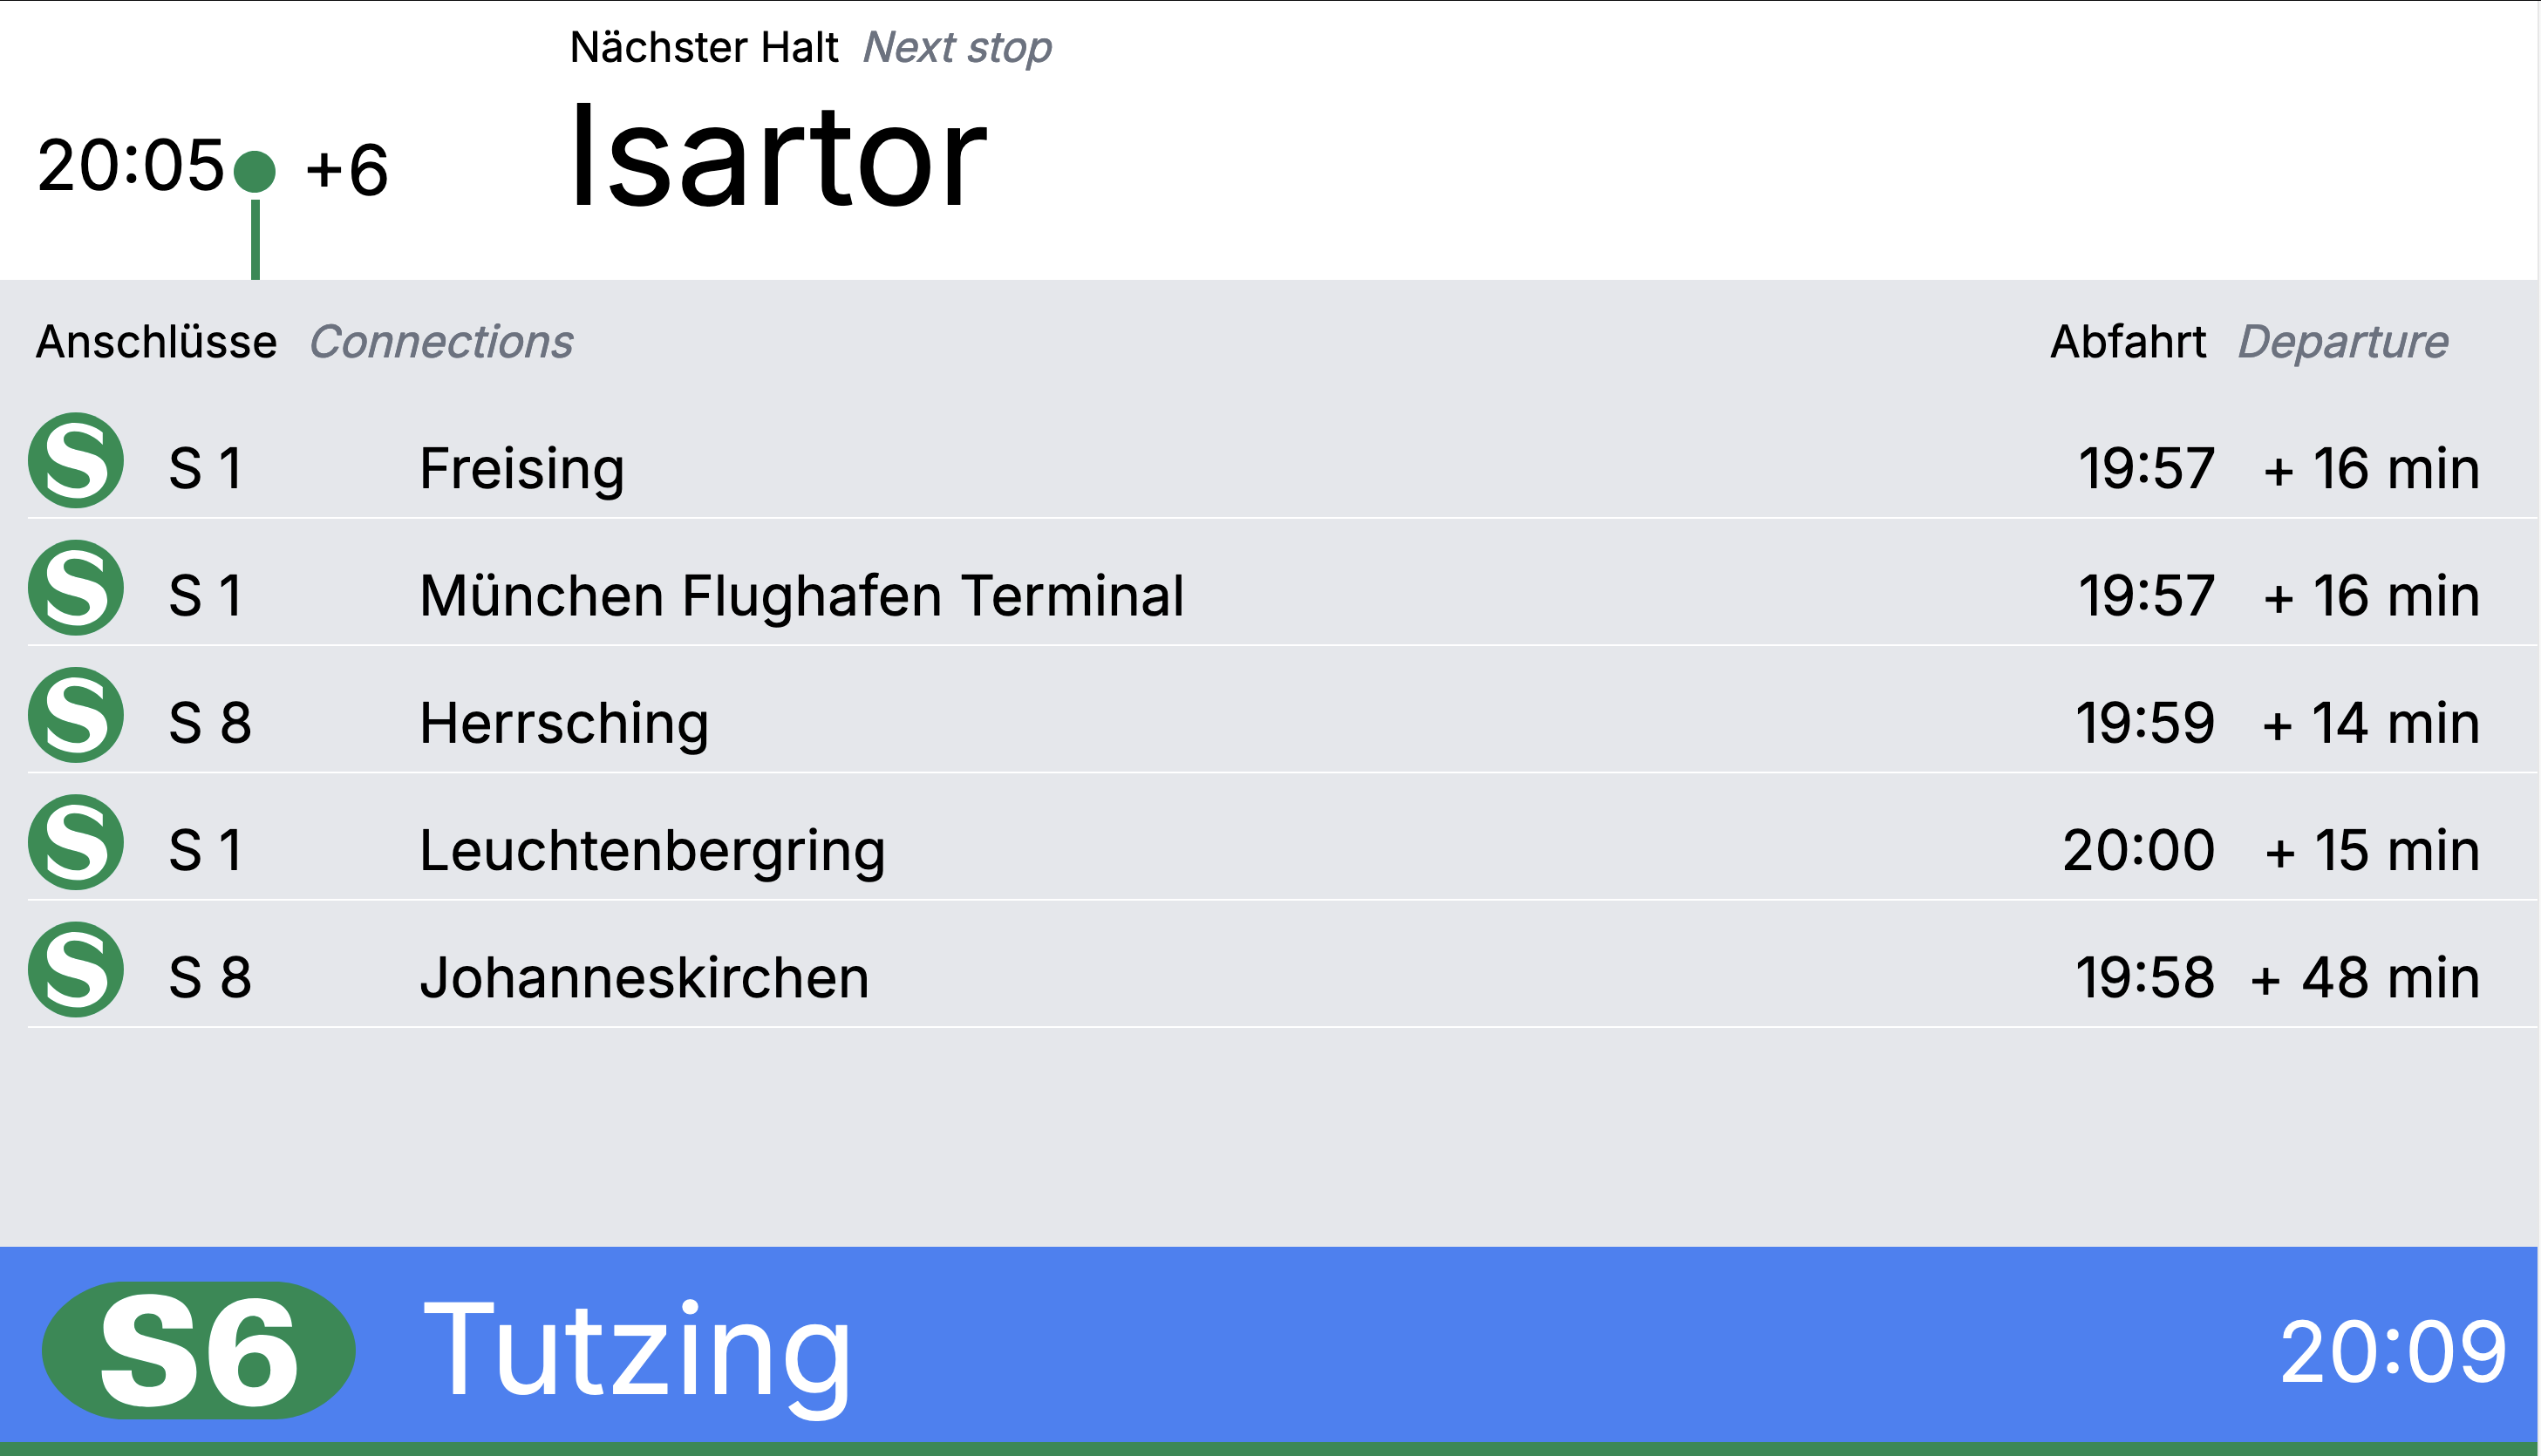 Nächster Halt Next stop
20:05 +6 Isartor
Anschlüsse Connections Abfahrt Departure
S S 1 Freising 19:57 + 16 min
S S 1 München Flughafen Terminal 19:57 + 16 min
S S 8 Herrsching 19:59 + 14 min
S S 1 Leuchtenbergring 20:00 + 15 min
S S 8 Johanneskirchen 19:58 + 48 min
S6 Tutzing 20:09